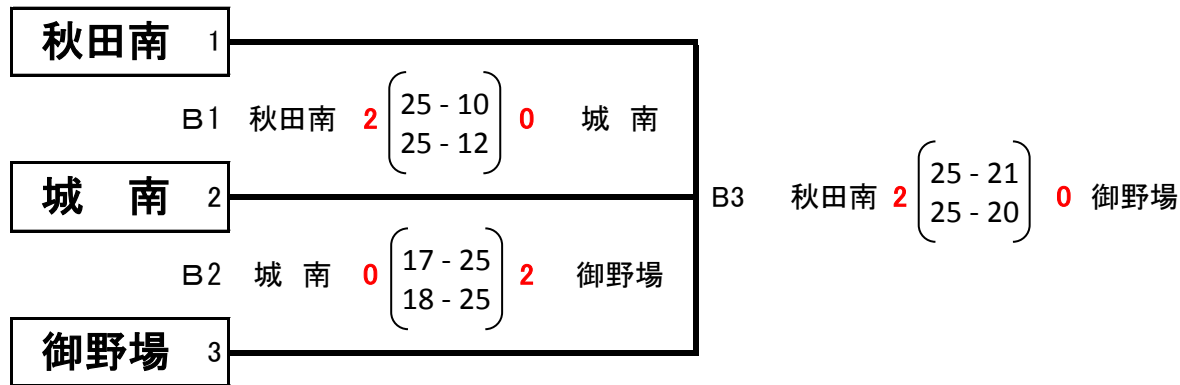 秋田南 1
B1 秋田南 2 25 - 10 0 城 南
25 - 12
城 南 2
B3 秋田南 2 25 - 21 0 御野場
25 - 20
B2 城 南 0 17 - 25 2 御野場
18 - 25
御野場 3